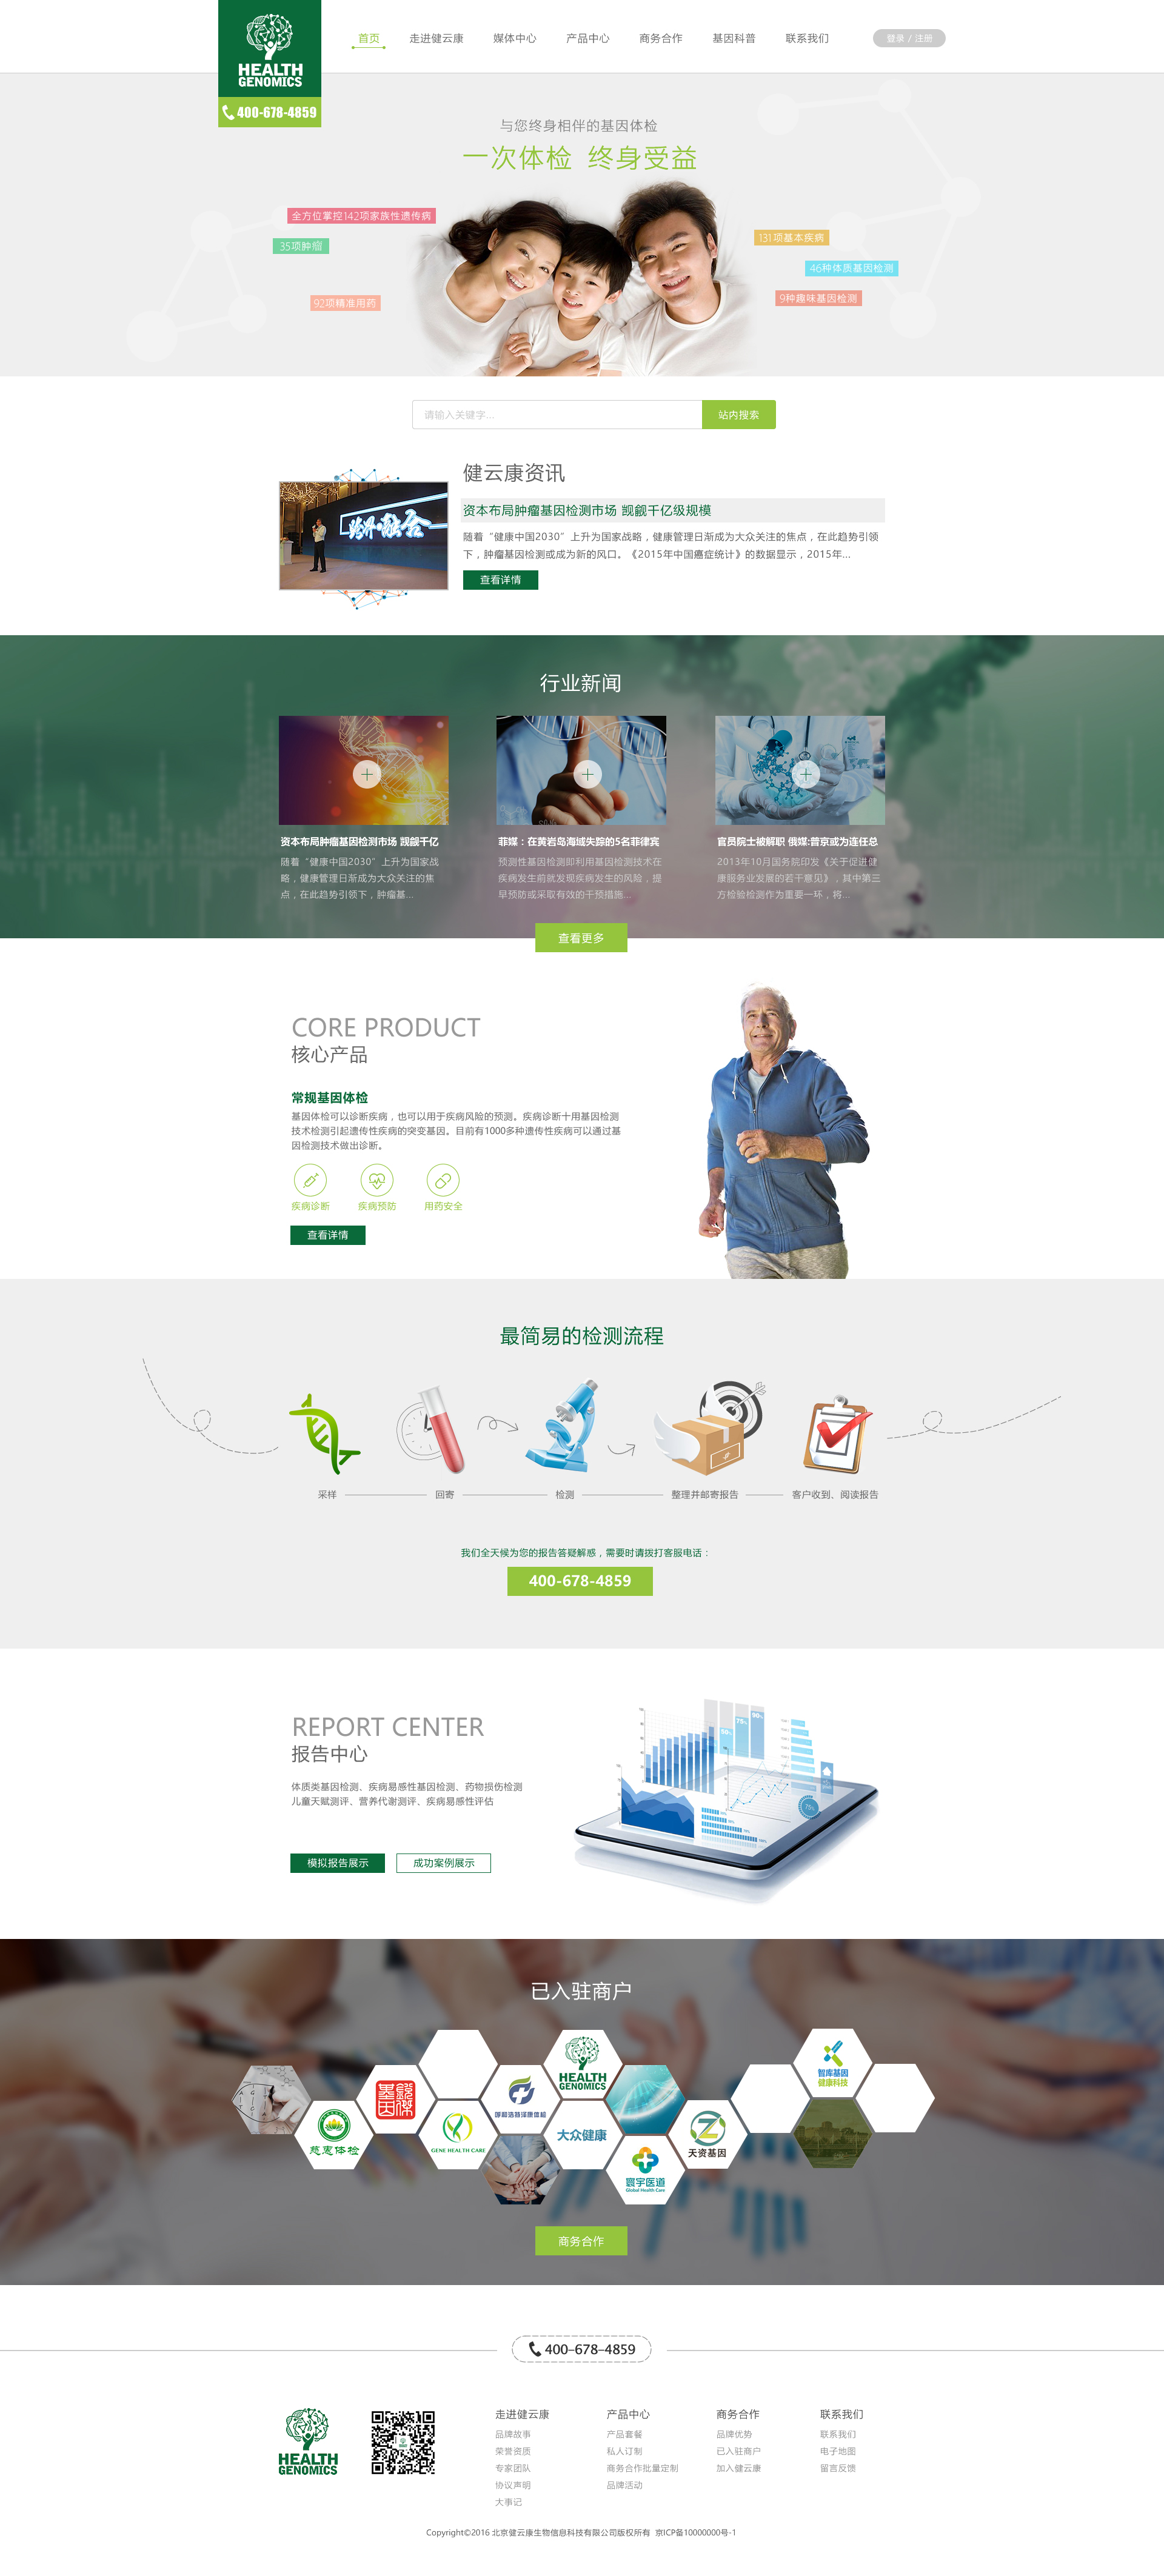 HEALTH
GENOMICS
400-678-4859
首页
走进健云康
媒体中心
产品中心
商务合作
基因科普
联系我们
登录 / 注册
与您终身相伴的基因体检
一次体检 终身受益
全方位掌控142项家族性遗传病
35项肿瘤
92项精准用药
131项基本疾病
46种体质基因检测
9种趣味基因检测
请输入关键字...
站内搜索
跨界融合
健云康资讯
资本布局肿瘤基因检测市场 觊觎千亿级规模
随着“健康中国2030”上升为国家战略，健康管理日渐成为大众关注的焦点，在此趋势引领
下，肿瘤基因检测或成为新的风口。《2015年中国癌症统计》的数据显示，2015年...
查看详情
行业新闻
资本布局肿瘤基因检测市场 觊觎千亿
随着“健康中国2030”上升为国家战
略，健康管理日渐成为大众关注的焦
点，在此趋势引领下，肿瘤基...
菲媒：在黄岩岛海域失踪的5名菲律宾
预测性基因检测即利用基因检测技术在
疾病发生前就发现疾病发生的风险，提
早预防或采取有效的干预措施...
官员院士被解职 俄媒:普京或为连任总
2013年10月国务院印发《关于促进健
康服务业发展的若干意见》，其中第三
方检验检测作为重要一环，将...
查看更多
CORE PRODUCT
核心产品
常规基因体检
基因体检可以诊断疾病，也可以用于疾病风险的预测。疾病诊断十用基因检测
技术检测引起遗传性疾病的突变基因。目前有1000多种遗传性疾病可以通过基
因检测技术做出诊断。
疾病诊断
疾病预防
用药安全
查看详情
最简易的检测流程
采样
回寄
检测
整理并邮寄报告
客户收到、阅读报告
我们全天候为您的报告答疑解惑，需要时请拨打客服电话：
400-678-4859
REPORT CENTER
报告中心
体质类基因检测、疾病易感性基因检测、药物损伤检测
儿童天赋测评、营养代谢测评、疾病易感性评估
模拟报告展示
成功案例展示
50%
75%
90%
75%
已入驻商户
HEALTH
GENOMICS
智库基因
健康科技
慈惠体检
GENE HEALTH CARE
大众健康
天资基因
寰宇医道
Global Health Care
商务合作
400-678-4859
HEALTH
GENOMICS
走进健云康
品牌故事
荣誉资质
专家团队
协议声明
大事记
产品中心
产品套餐
私人订制
商务合作批量定制
品牌活动
商务合作
品牌优势
已入驻商户
加入健云康
联系我们
联系我们
电子地图
留言反馈
Copyright©2016 北京健云康生物信息科技有限公司版权所有 京ICP备10000000号-1